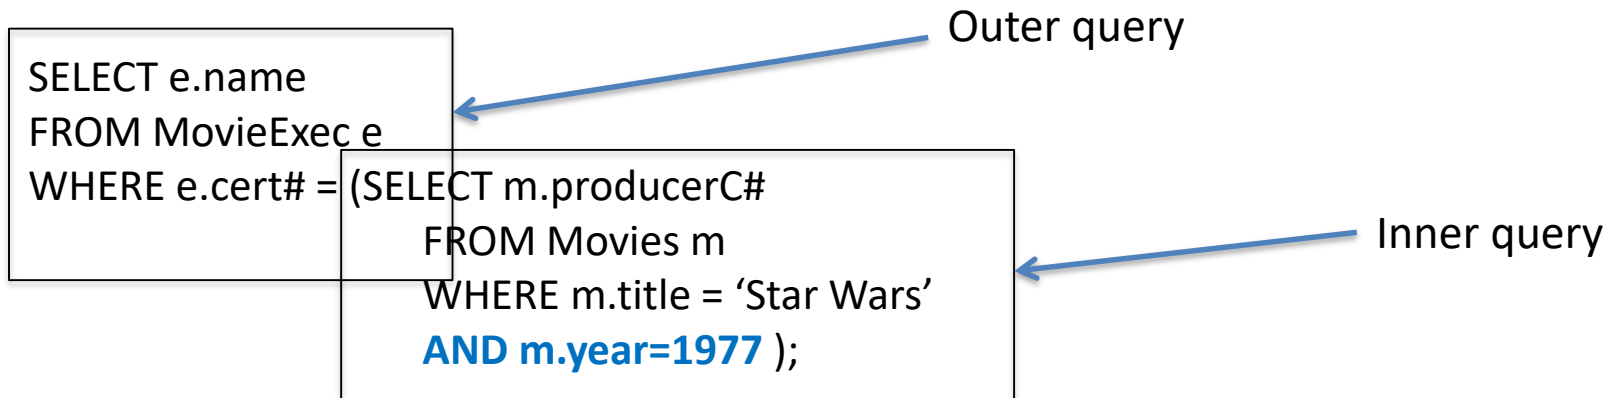 Outer query
SELECT e.name
FROM MovieExec e
WHERE e.cert# = (SELECT m.producerC#
FROM Movies m
WHERE m.title = ‘Star Wars’
AND m.year=1977 );
Inner query